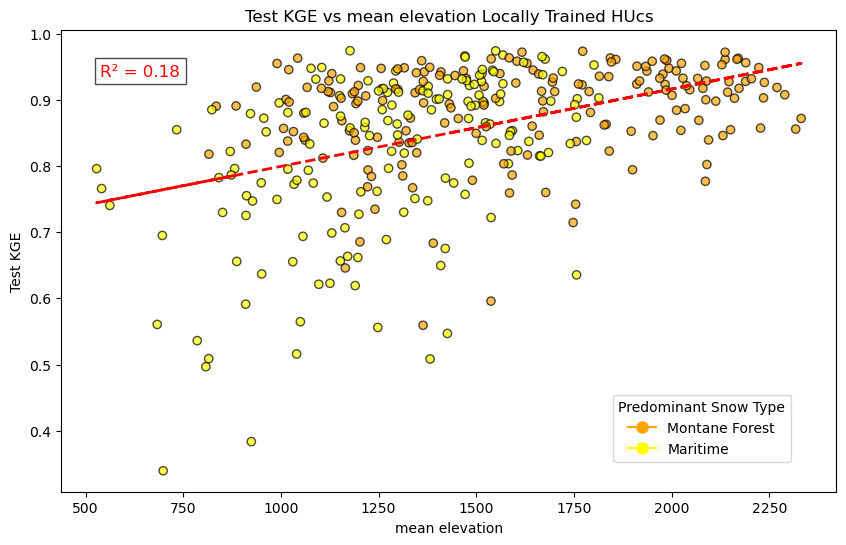 Test KGE vs mean elevation Locally Trained HUcs
R² = 0.18
1.0
0.9
0.8
0.7
0.6
0.5
0.4
Test KGE
Predominant Snow Type
Montane Forest
Maritime
500 750 1000 1250 1500 1750 2000 2250
mean elevation